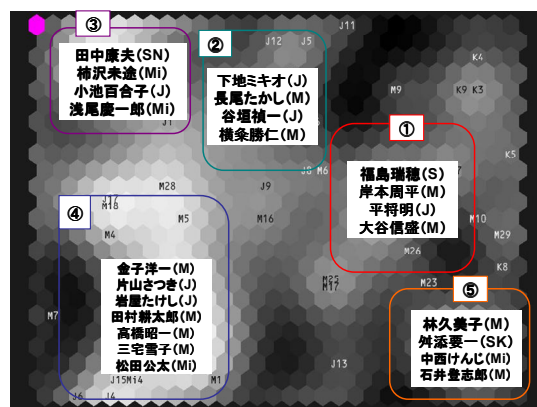 ③
田中康夫(SN)
柿沢未途(Mi)
小池百合子(J)
浅尾慶一郎(Mi)
J1
②
J12 J5
下地ミキオ(J)
長尾たかし(M)
谷垣禎一(J)
横粂勝仁(M)
J11
K4
M9
K9 K3
①
福島瑞穂(S)
岸本周平(M)
平将明(J)
大谷信盛(M)
K5
J8 M6
7
M28
J9
J17
M18
M5
M16
M10
M4
M29
M26
K8
④
金子洋一(M)
片山さつき(J)
岩屋たけし(J)
田村耕太郎(M)
高橋昭一(M)
三宅雪子(M)
松田公太(Mi)
M25
M17
M23
⑤
林久美子(M)
舛添要一(SK)
中西けんじ(Mi)
石井登志郎(M)
M7
J13
J15Mi4
M1
J6
J4